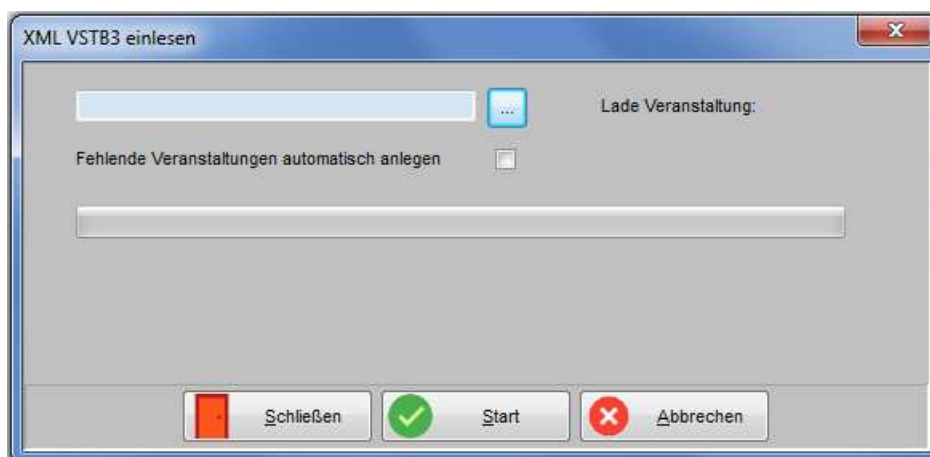 XML VSTB3 einlesen
...
Lade Veranstaltung:
Fehlende Veranstaltungen automatisch anlegen
Schließen
Start
Abbrechen